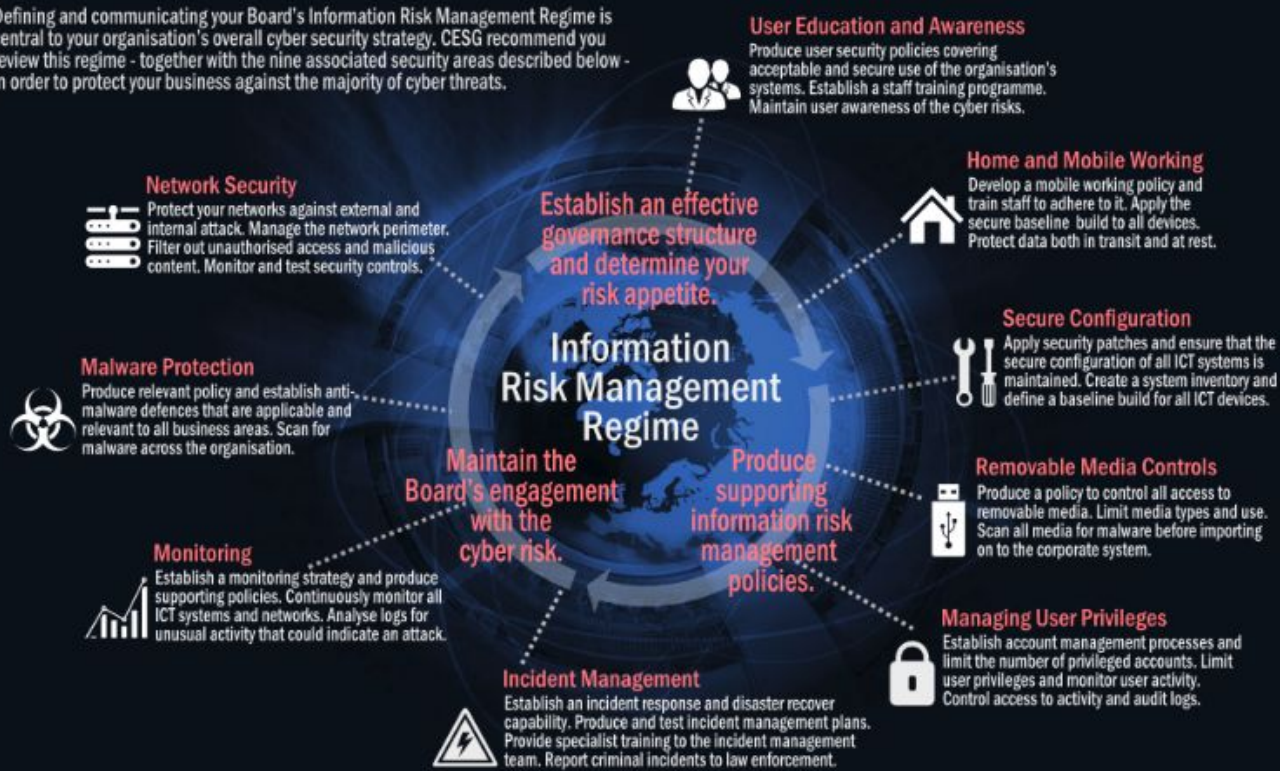 Defining and communicating your Board's Information Risk Management Regime is
central to your organisation's overall cyber security strategy. CESG recommend you
review this regime - together with the nine associated security areas described below -
in order to protect your business against the majority of cyber threats.
User Education and Awareness
Produce user security policies covering
acceptable and secure use of the organisation's
systems. Establish a staff training programme.
Maintain user awareness of the cyber risks.
Home and Mobile Working
Develop a mobile working policy and
train staff to adhere to it. Apply the
secure baseline build to all devices.
Protect data both in transit and at rest.
Network Security
Protect your networks against external and
internal attack. Manage the network perimeter.
Filter out unauthorised access and malicious
content. Monitor and test security controls.
Establish an effective
governance structure
and determine your
risk appetite.
Secure Configuration
Apply security patches and ensure that the
secure configuration of all ICT systems is
maintained. Create a system inventory and
define a baseline build for all ICT devices.
Information
Risk Management
Regime
Malware Protection
Produce relevant policy and establish anti-
malware defences that are applicable and
relevant to all business areas. Scan for
malware across the organisation.
Maintain the
Board's engagement
with the
cyber risk.
Produce
supporting
information risk
management
policies.
Removable Media Controls
Produce a policy to control all access to
removable media. Limit media types and use.
Scan all media for malware before importing
on to the corporate system.
Monitoring
Establish a monitoring strategy and produce
supporting policies. Continuously monitor all
ICT systems and networks. Analyse logs for
unusual activity that could indicate an attack.
Managing User Privileges
Establish account management processes and
limit the number of privileged accounts. Limit
user privileges and monitor user activity.
Control access to activity and audit logs.
Incident Management
Establish an incident response and disaster recover
capability. Produce and test incident management plans.
Provide specialist training to the incident management
team. Report criminal incidents to law enforcement.